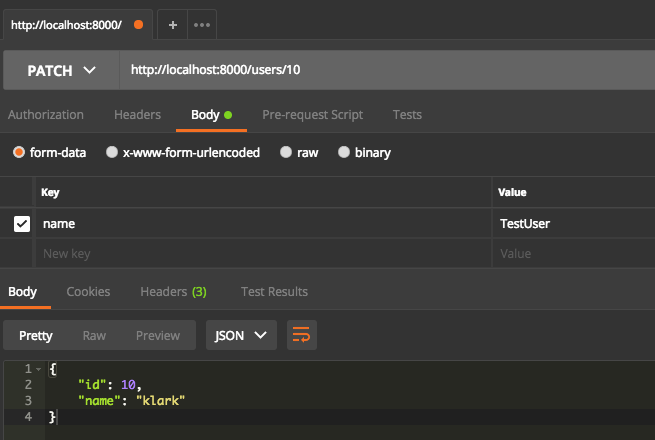 http://localhost:8000/ + •••
PATCH http://localhost:8000/users/10
Authorization Headers Body Pre-request Script Tests
form-data x-www-form-urlencoded raw binary
Key Value
name TestUser
New key Value
Body Cookies Headers (3) Test Results
Pretty Raw Preview JSON
1 {
2 "id": 10,
3 "name": "klark"
4 }